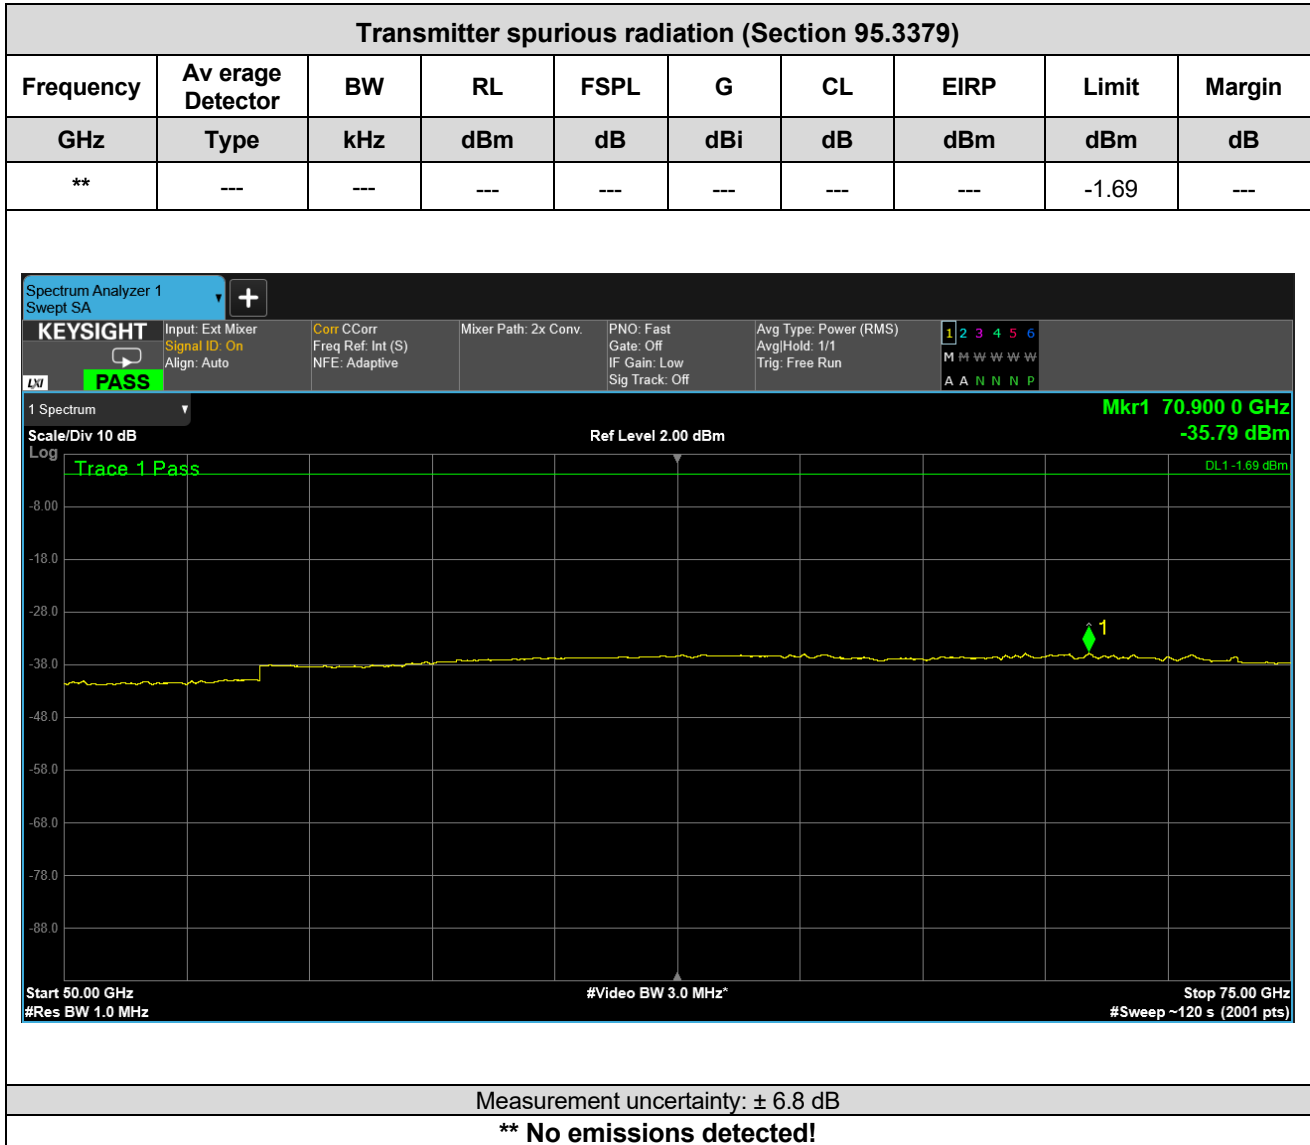 Transmitter spurious radiation (Section 95.3379)
Frequency Av erage Detector BW RL FSPL G CL EIRP Limit Margin
GHz Type kHz dBm dB dBi dB dBm dBm dB
** --- --- --- --- --- --- --- -1.69 ---
Spectrum Analyzer 1
Swept SA
+
KEYSIGHT Input: Ext Mixer Corr CCorr Mixer Path: 2x Conv. PNO: Fast Avg Type: Power (RMS) 1 2 3 4 5 6
Signal ID: On Freq Ref: Int (S) Gate: Off Avg|Hold: 1/1 M M W W W W
Align: Auto NFE: Adaptive IF Gain: Low Trig: Free Run
LXI PASS Sig Track: Off A A N N N P
1 Spectrum
Mkr1 70.900 0 GHz
Scale/Div 10 dB Ref Level 2.00 dBm -35.79 dBm
Log
Trace 1 Pass DL1 -1.69 dBm
-8.00
-18.0
-28.0
1
-38.0
-48.0
-58.0
-68.0
-78.0
-88.0
Start 50.00 GHz #Video BW 3.0 MHz* Stop 75.00 GHz
#Res BW 1.0 MHz #Sweep ~120 s (2001 pts)
Measurement uncertainty: ± 6.8 dB
** No emissions detected!